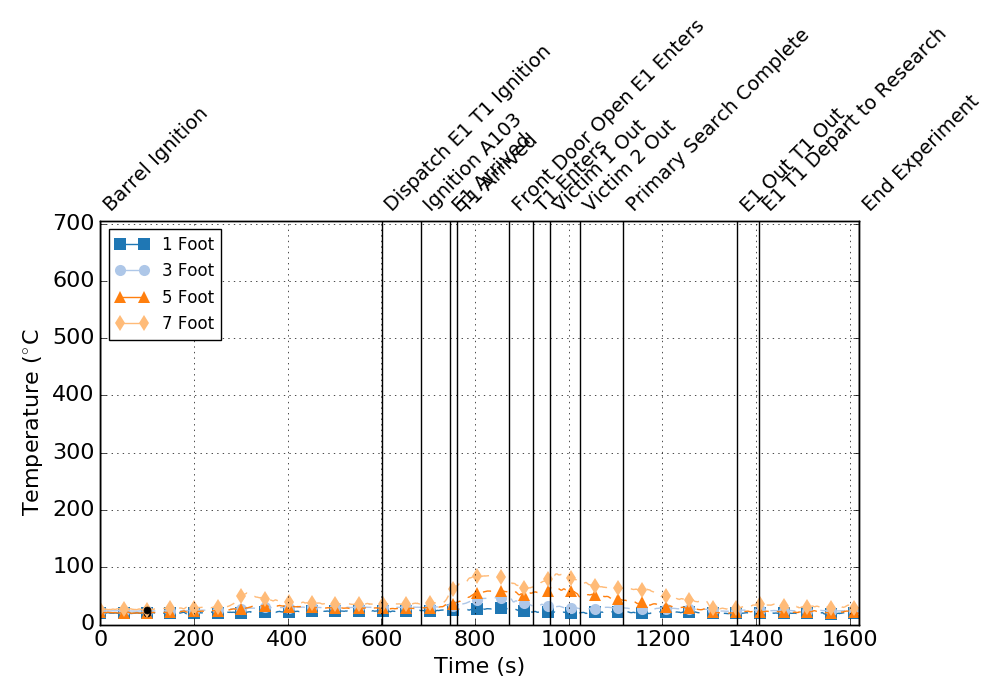 Barrel Ignition
Dispatch E1 T1 Ignition
Ignition A103
E1 Arrived
T1 Arrived
Front Door Open E1 Enters
T1 Enters
Victim 1 Out
Victim 2 Out
Primary Search Complete
E1 Out T1 Out
E1 T1 Depart to Research
End Experiment
700
600
500
400
300
200
100
0
Temperature (°C
1 Foot
3 Foot
5 Foot
7 Foot
0 200 400 600 800 1000 1200 1400 1600
Time (s)